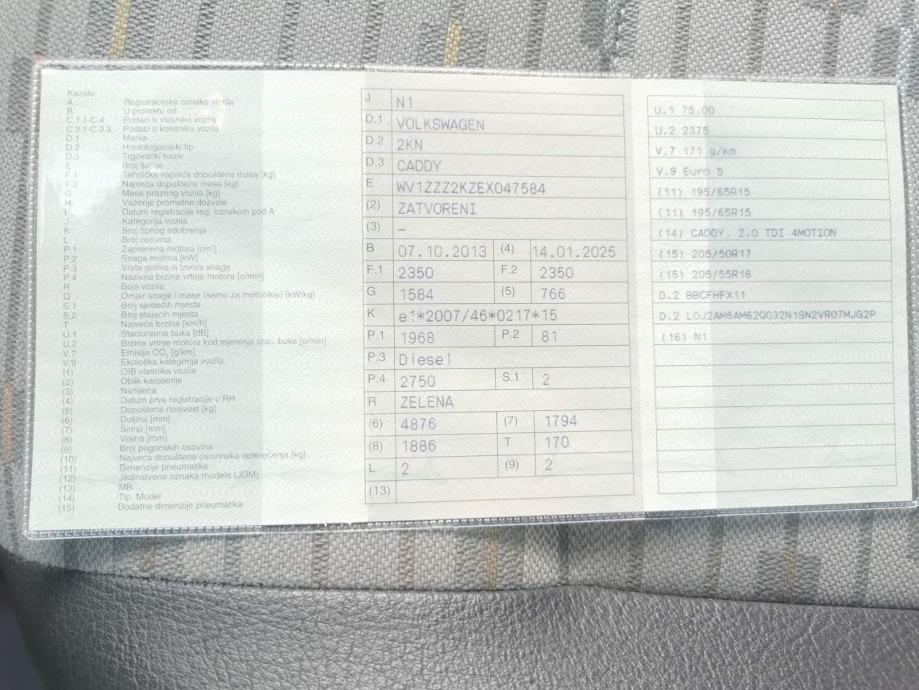 Kazalo:
A Registracijska oznaka vozila
B U prometu od
C.1.1-C.4 Podaci o vlasniku vozila
C.3.1-C.3.3 Podaci o korisniku vozila
D.1 Marka
D.2 Homologacijski tip
D.3 Trgovački naziv
E Broj šasije
F.1 Tehnička najveća dopuštena masa [kg]
F.2 Najveća dopuštena masa [kg]
G Masa praznog vozila [kg]
H Važenje prometne dozvole
I Datum registracije reg. oznakom pod A
J Kategorija vozila
K Broj tipnog odobrenja
L Broj osovina
P.1 Zapremina motora [cm³]
P.2 Snaga motora [kW]
P.3 Vrsta goriva ili izvora snage
P.4 Nazivna brzina vrtnje motora [o/min]
R Boja vozila
Q Omjer snage i mase (samo za motocikle) [kW/kg]
S.1 Broj sjedećih mjesta
S.2 Broj stajaćih mjesta
T Najveća brzina [km/h]
U.1 Stacionarna buka [dB]
U.2 Brzina vrtnje motora kod mjerenja stac. buke [o/min]
V.7 Emisija CO₂ [g/km]
V.9 Ekološka kategorija vozila
(1) OIB vlasnika vozila
(2) Oblik karoserije
(3) Namjena
(4) Datum prve registracije u RH
(5) Dopuštena nosivost [kg]
(6) Duljina [mm]
(7) Širina [mm]
(8) Visina [mm]
(9) Broj pogonskih osovina
(10) Najveća dopuštena osovinska opterećenja [kg]
(11) Dimenzije pneumatika
(12) Jedinstvena oznaka modela (JOM)
(13) MB
(14) Tip, Model
(15) Dodatne dimenzije pneumatika
J N1
D.1 VOLKSWAGEN
D.2 2KN
D.3 CADDY
E WV1ZZZ2KZEX047584
(2) ZATVORENI
(3) -
B 07.10.2013 (4) 14.01.2025
F.1 2350 F.2 2350
G 1584 (5) 766
K e1*2007/46*0217*15
P.1 1968 P.2 81
P.3 Diesel
P.4 2750 S.1 2
R ZELENA
(6) 4876 (7) 1794
(8) 1886 T 170
L 2 (9) 2
(13)
U.1 75.00
U.2 2375
V.7 171 g/km
V.9 Euro 5
(11) 195/65R15
(11) 195/65R15
(14) CADDY, 2.0 TDI 4MOTION
(15) 205/50R17
(15) 205/55R16
D.2 BBCFHFX11
D.2 LOJ2AM6AM62Q032N1SN2VR07MJG2P
(16) N1